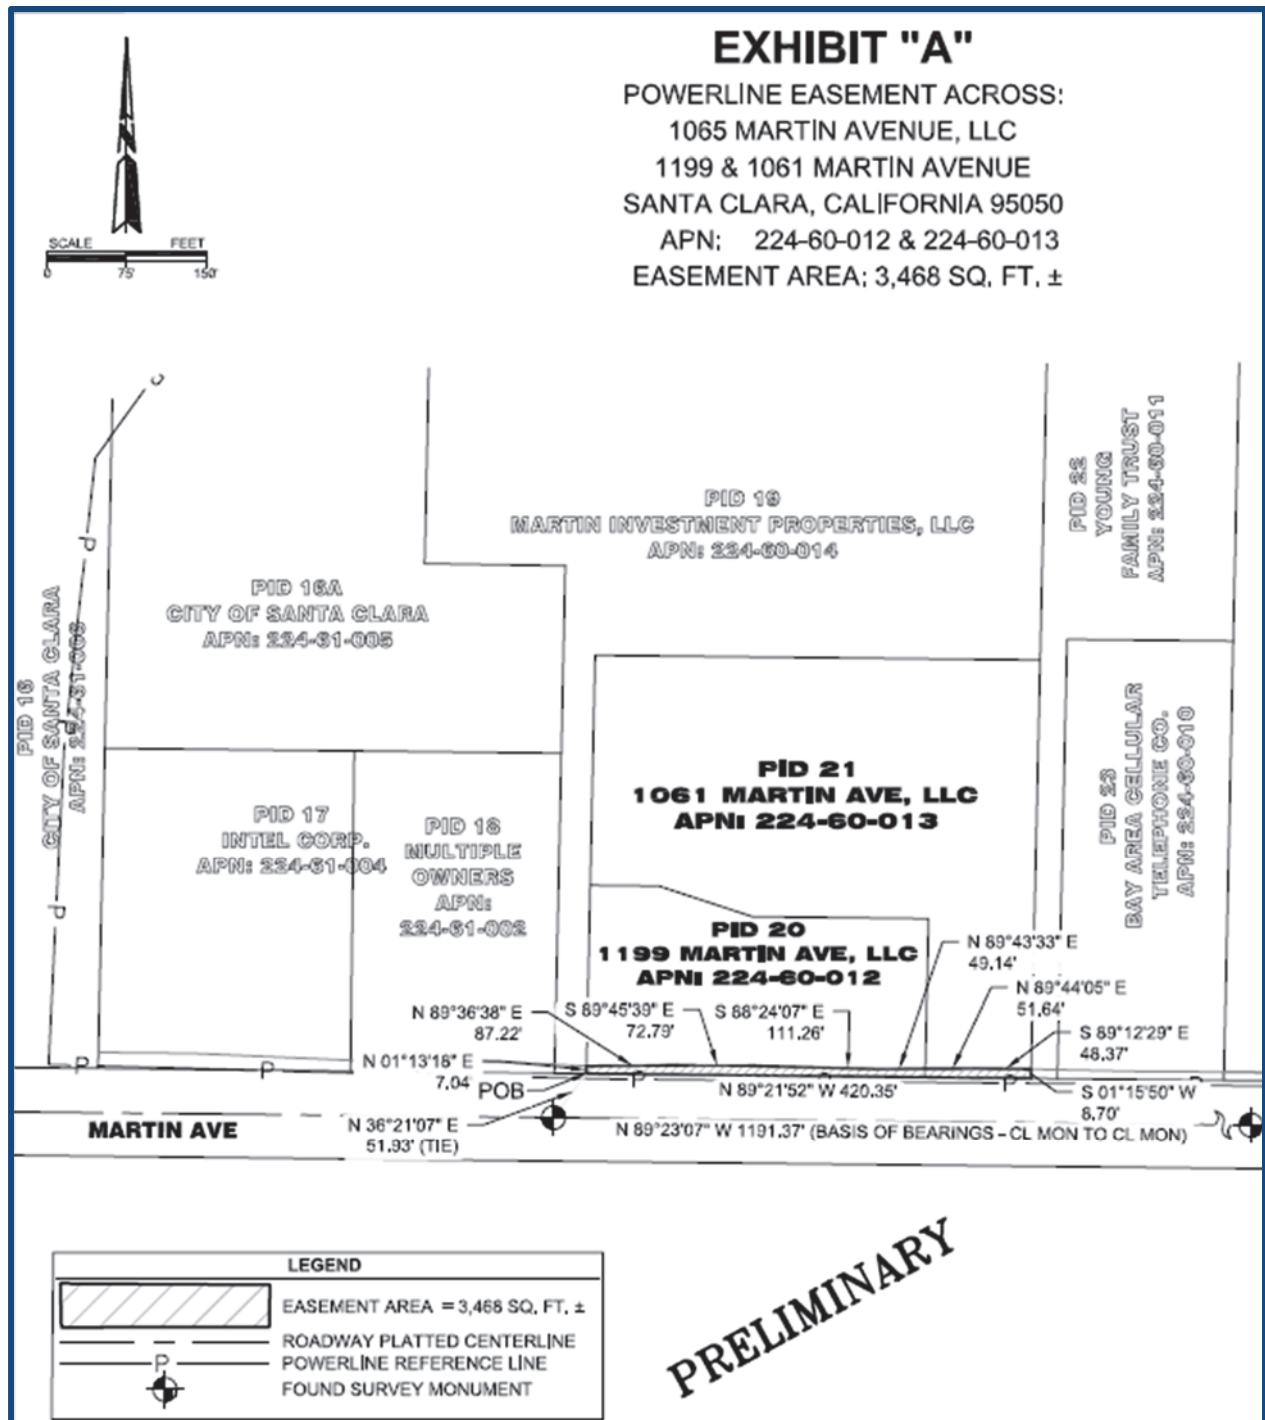 EXHIBIT "A"
POWERLINE EASEMENT ACROSS:
1065 MARTIN AVENUE, LLC
1199 & 1061 MARTIN AVENUE
SANTA CLARA, CALIFORNIA 95050
APN: 224-60-012 & 224-60-013
EASEMENT AREA: 3,468 SQ. FT. ±
N
SCALE FEET
0 75' 150'
PID 16
CITY OF SANTA CLARA
P
P
P
P
P
P
P
PID 16A
CITY OF SANTA CLARA
APN: 224-61-005
PID 19
MARTIN INVESTMENT PROPERTIES, LLC
APN: 224-60-014
PID 22
YOUNG
FAMILY TRUST
APN: 224-60-011
PID 17
INTEL CORP.
APN: 224-61-004
PID 18
MULTIPLE
OWNERS
APN:
224-61-002
PID 21
1061 MARTIN AVE, LLC
APN: 224-60-013
PID 23
BAY AREA CELLULAR
TELEPHONE CO.
APN: 224-60-010
PID 20
1199 MARTIN AVE, LLC
APN: 224-60-012
N 89°43'33" E
49.14'
N 89°44'05" E
51.64'
N 89°36'38" E
87.22'
S 89°45'39" E
72.79'
S 88°24'07" E
111.26'
S 89°12'29" E
48.37'
N 01°13'18" E
7.04'
POB
N 89°21'52" W 420.35'
S 01°15'50" W
8.70'
MARTIN AVE
N 36°21'07" E
51.93' (TIE)
N 89°23'07" W 1191.37' (BASIS OF BEARINGS - CL MON TO CL MON)
PRELIMINARY
LEGEND
EASEMENT AREA = 3,468 SQ. FT. ±
ROADWAY PLATTED CENTERLINE
P POWERLINE REFERENCE LINE
FOUND SURVEY MONUMENT